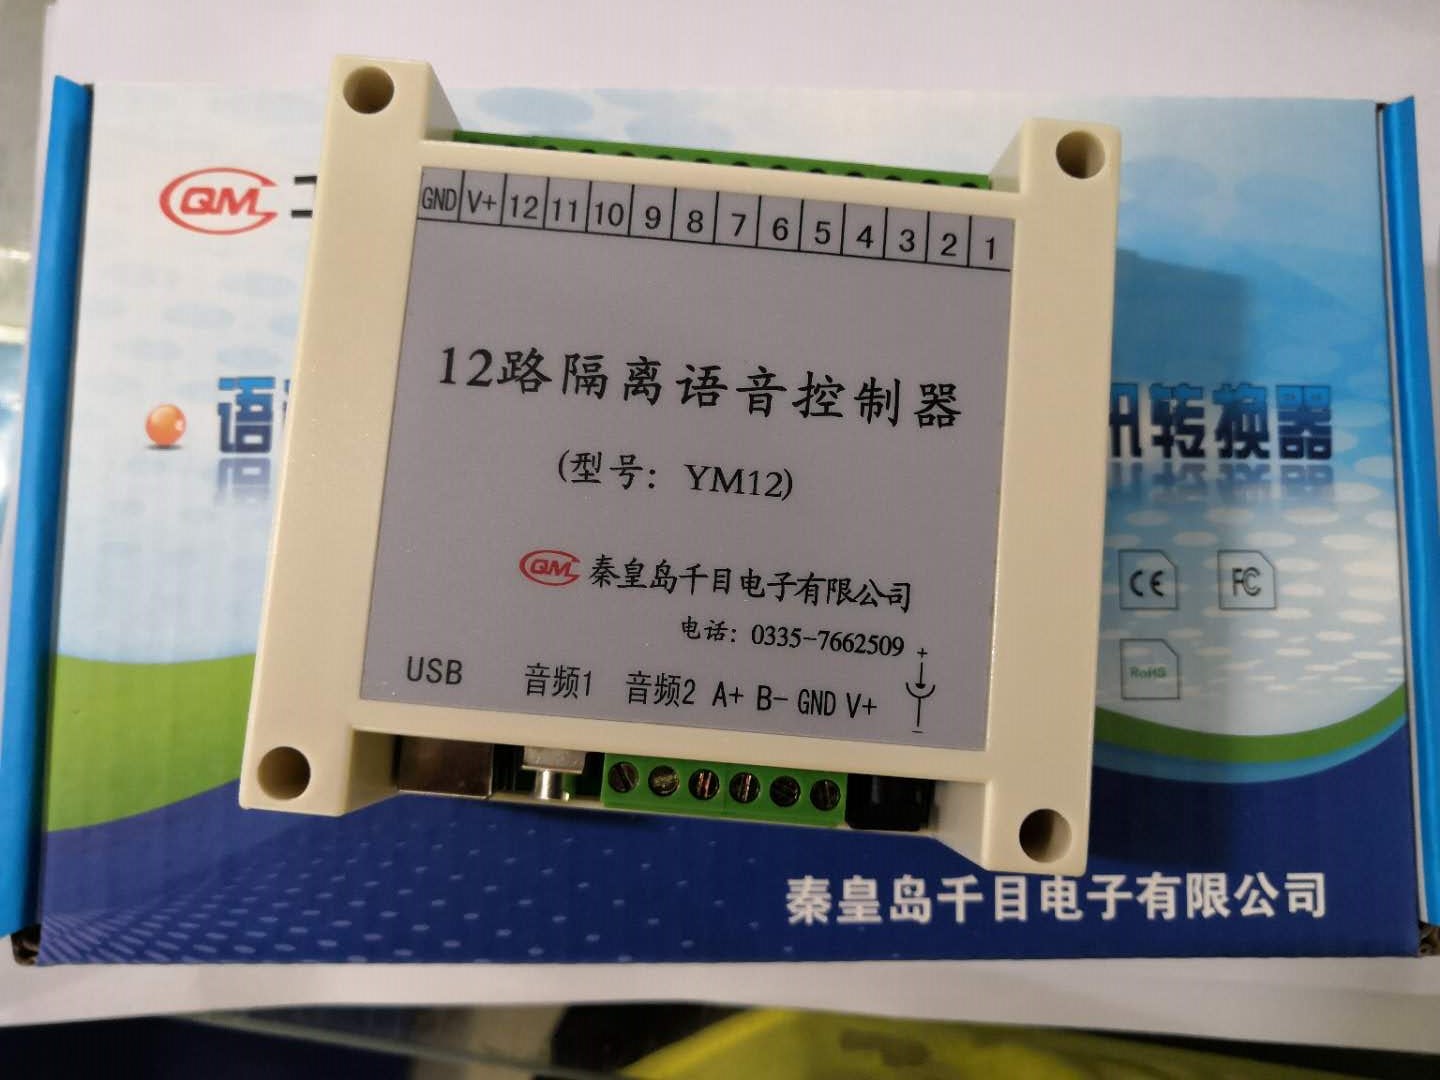 GND V+ 12 11 10 9 8 7 6 5 4 3 2 1
12路隔离语音控制器
(型号: YM12)
QM 秦皇岛千目电子有限公司
电话: 0335-7662509
USB 音频1 音频2 A+ B- GND V+ + -
QM 工
语 讯转换器
CE FC
RoHS
秦皇岛千目电子有限公司